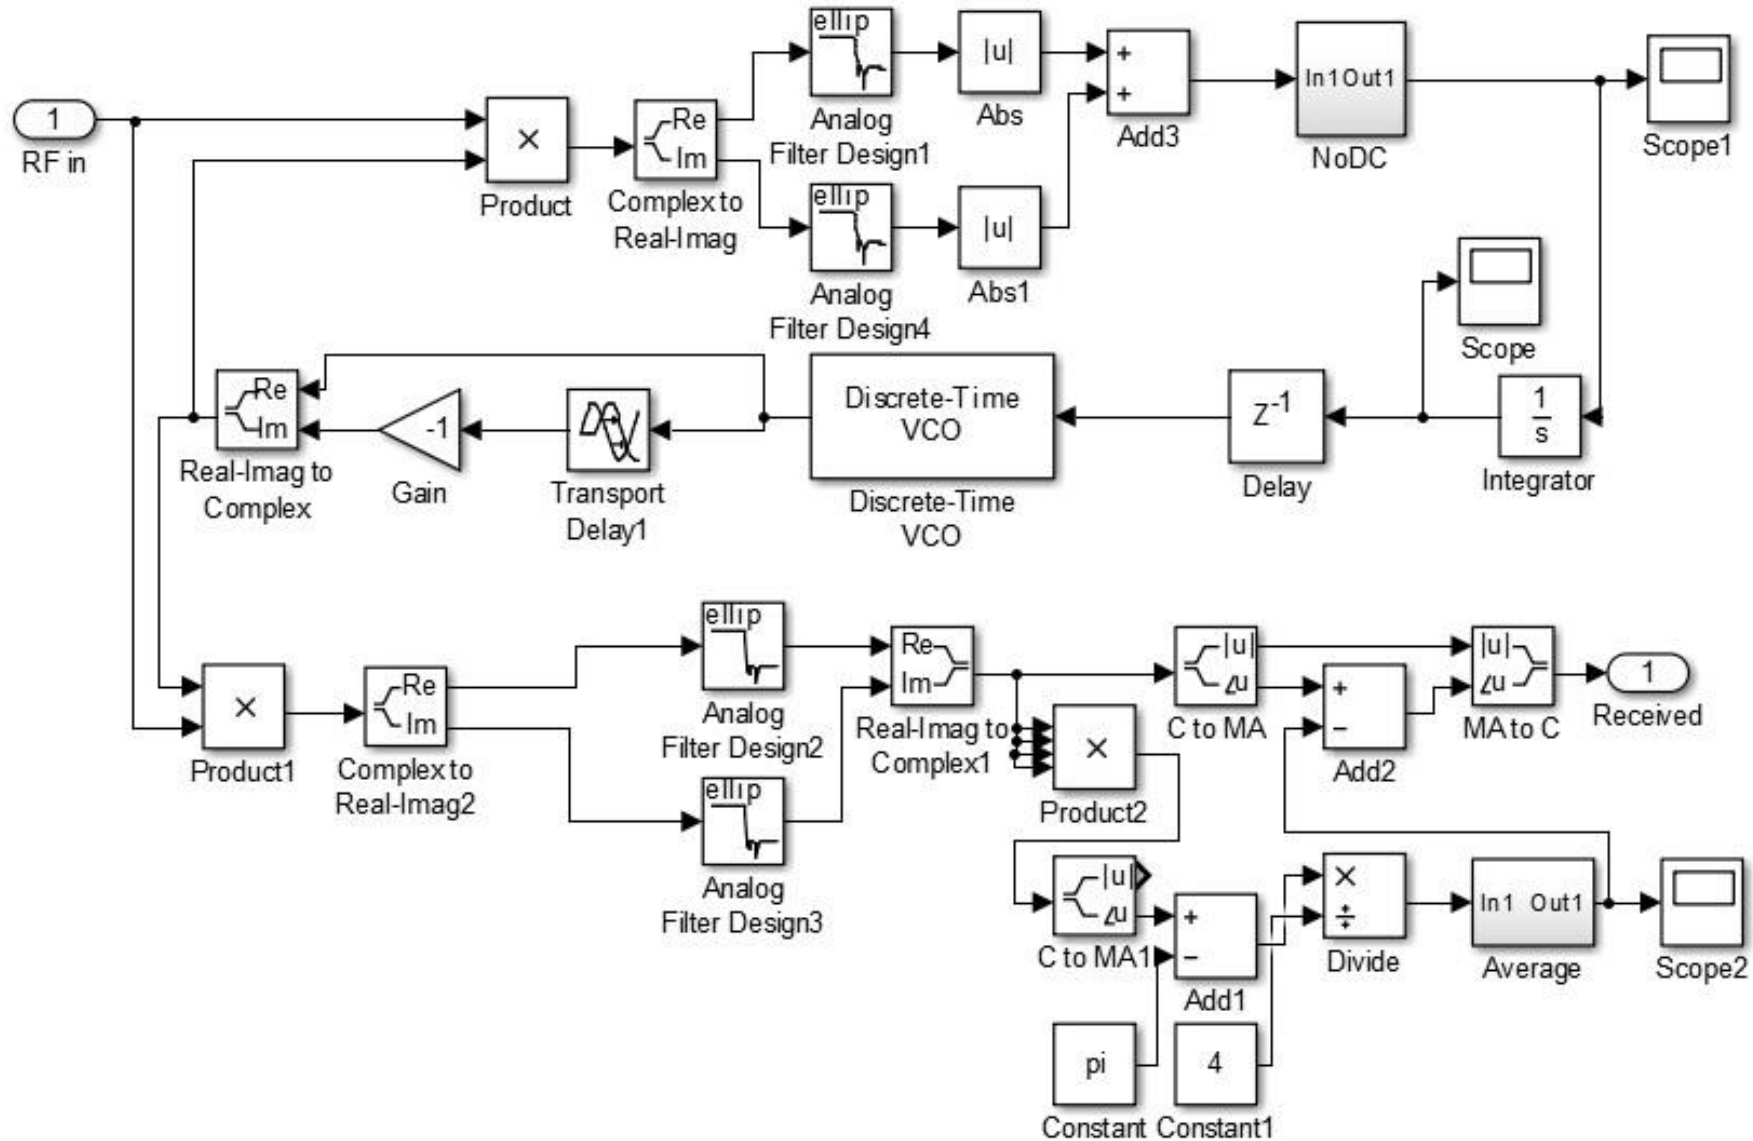 ellip
ellip
|u|
+
+
In1Out1
1
RF in
×
Re
Im
Analog
Filter Design1
Abs
Add3
NoDC
Scope1
Product
Complex to
Real-Imag
ellip
|u|
Analog
Filter Design4
Abs1
Scope
Re
Im
-1
Discrete-Time
VCO
Z-1
1
s
Real-Imag to
Complex
Gain
Transport
Delay1
Discrete-Time
VCO
Delay
Integrator
×
Product1
Re
Im
Complex to
Real-Imag2
Analog
Filter Design2
Re
Im
Real-Imag to
Complex1
|u|
∠u
C to MA
+
−
Add2
|u|
∠u
MA to C
1
Received
×
Product2
ellip
Analog
Filter Design3
|u|
∠u
C to MA1
+
−
Add1
×
÷
Divide
In1 Out1
Average
Scope2
pi
Constant
4
Constant1